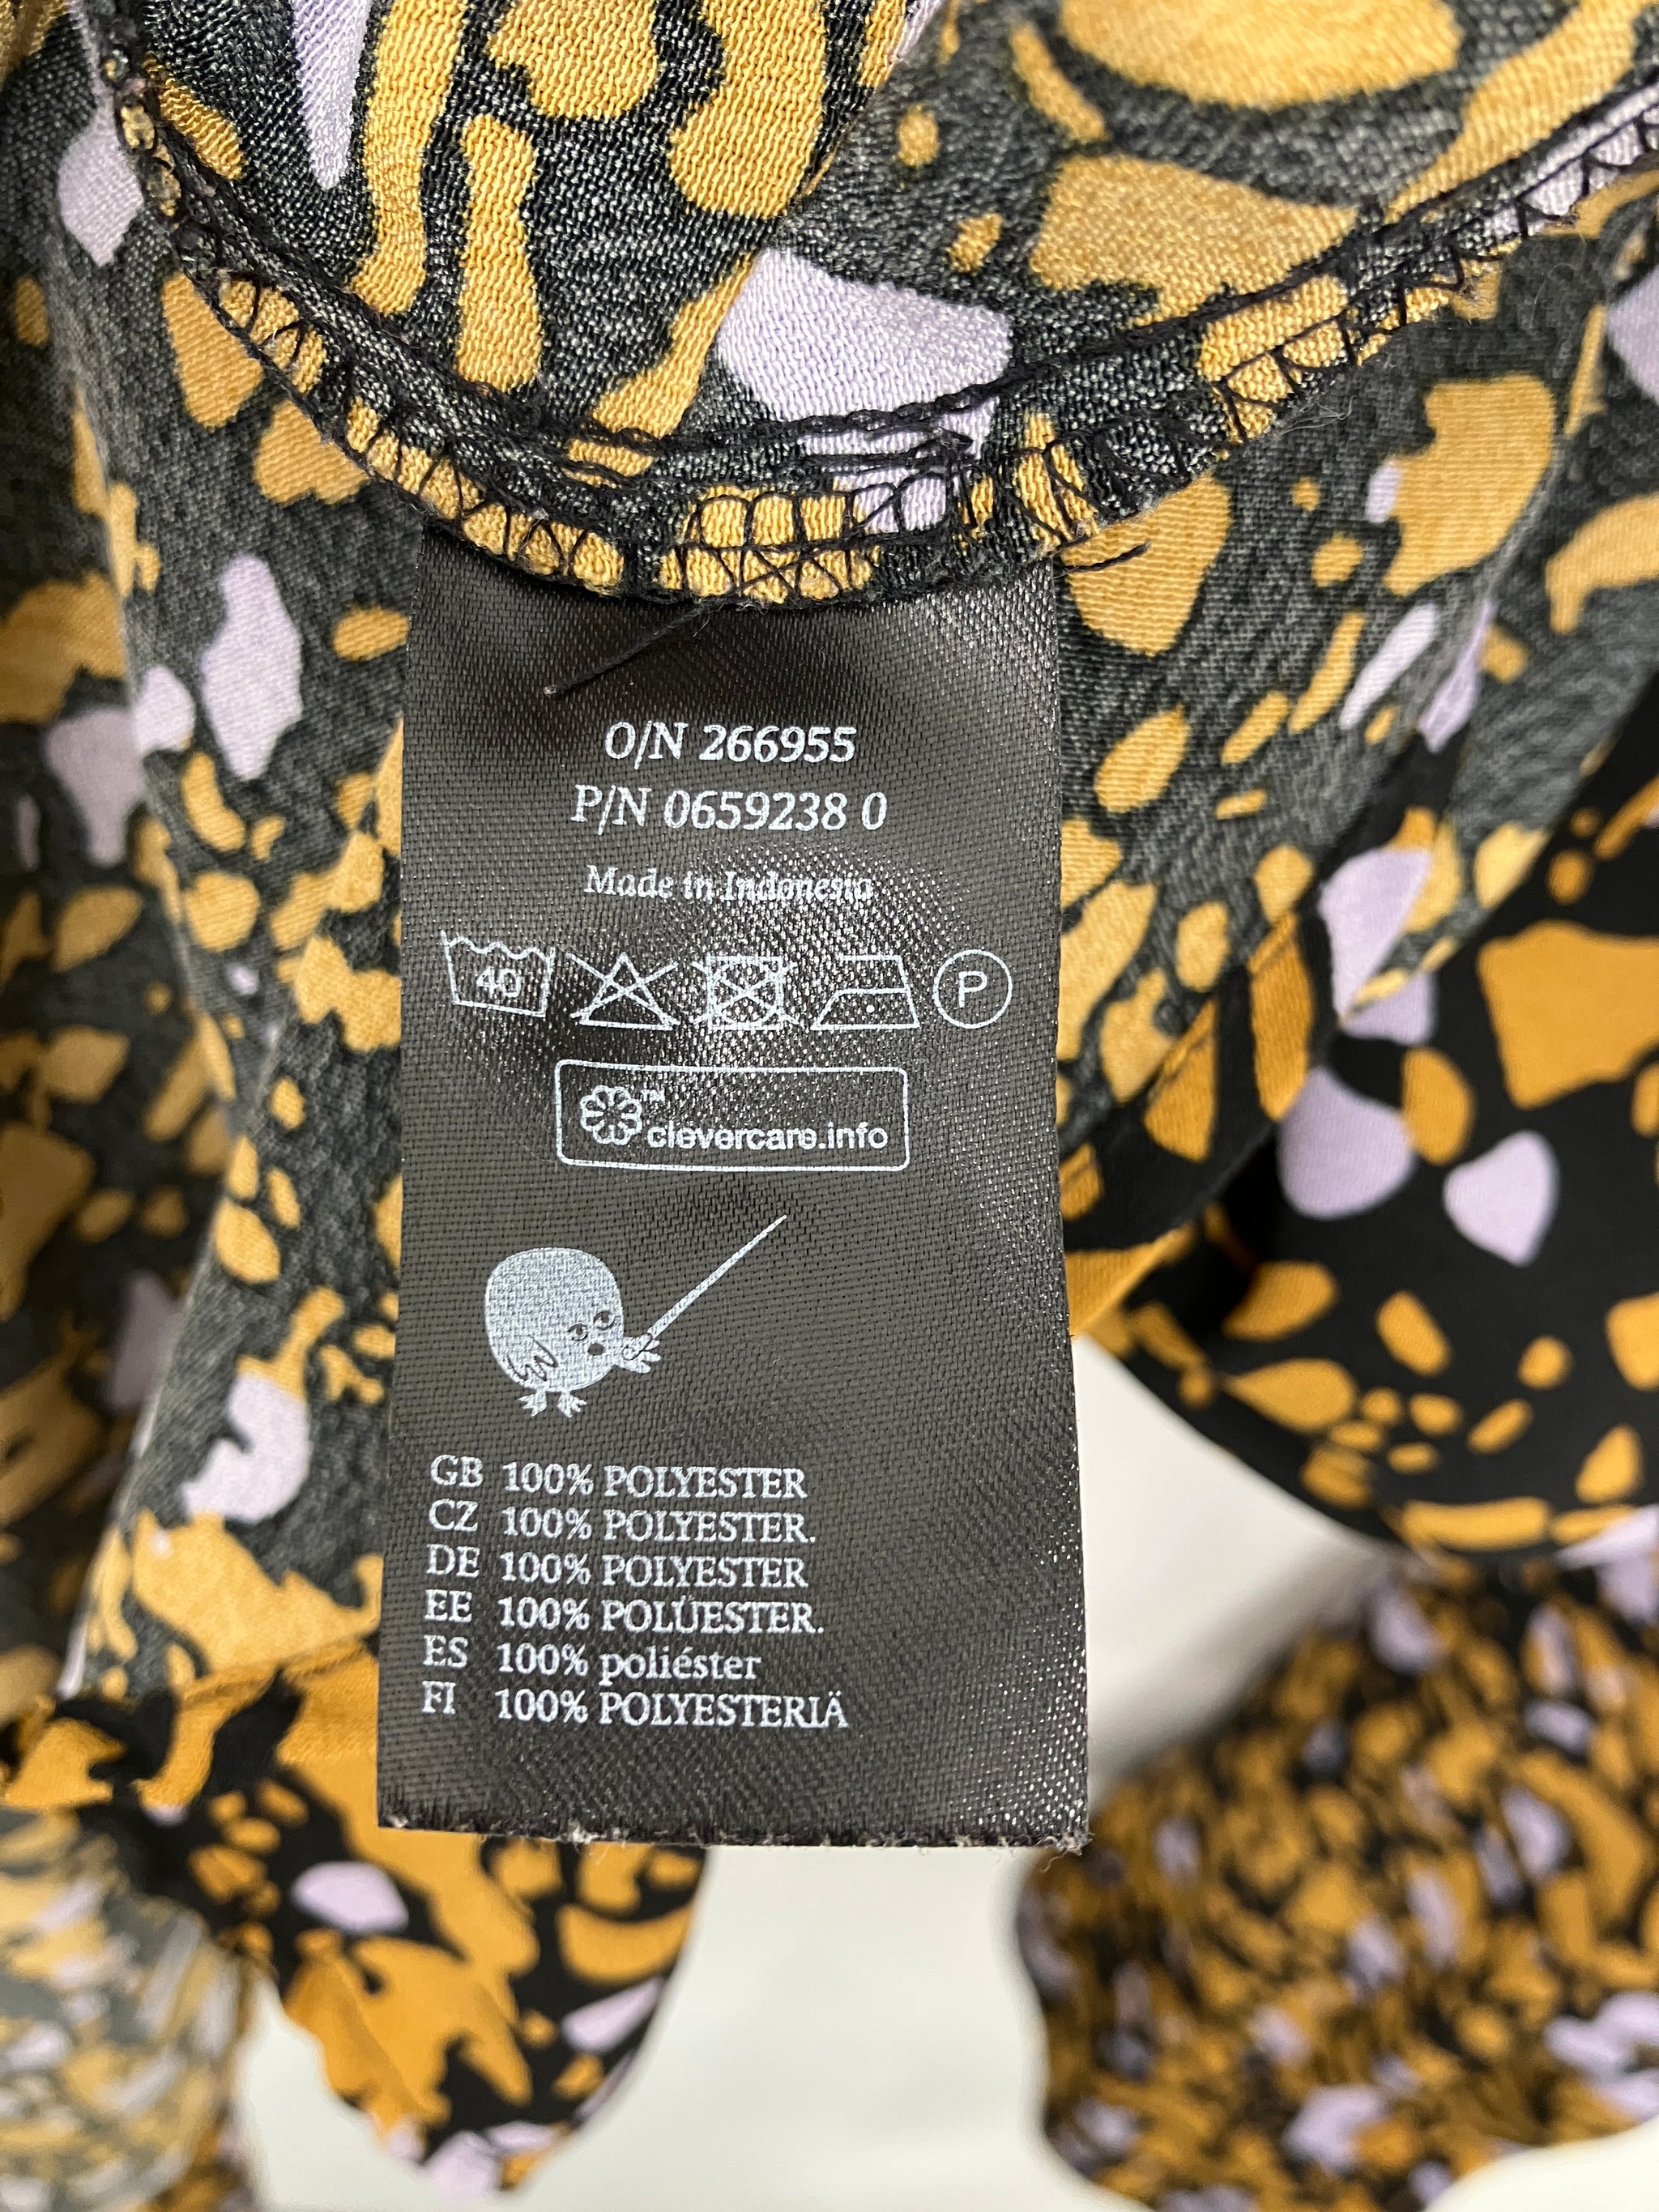 O/N 266955
P/N 0659238 0
Made in Indonesia
40 P
™
clevercare.info
GB 100% POLYESTER
CZ 100% POLYESTER.
DE 100% POLYESTER
EE 100% POLÜESTER.
ES 100% poliéster
FI 100% POLYESTERIÄ